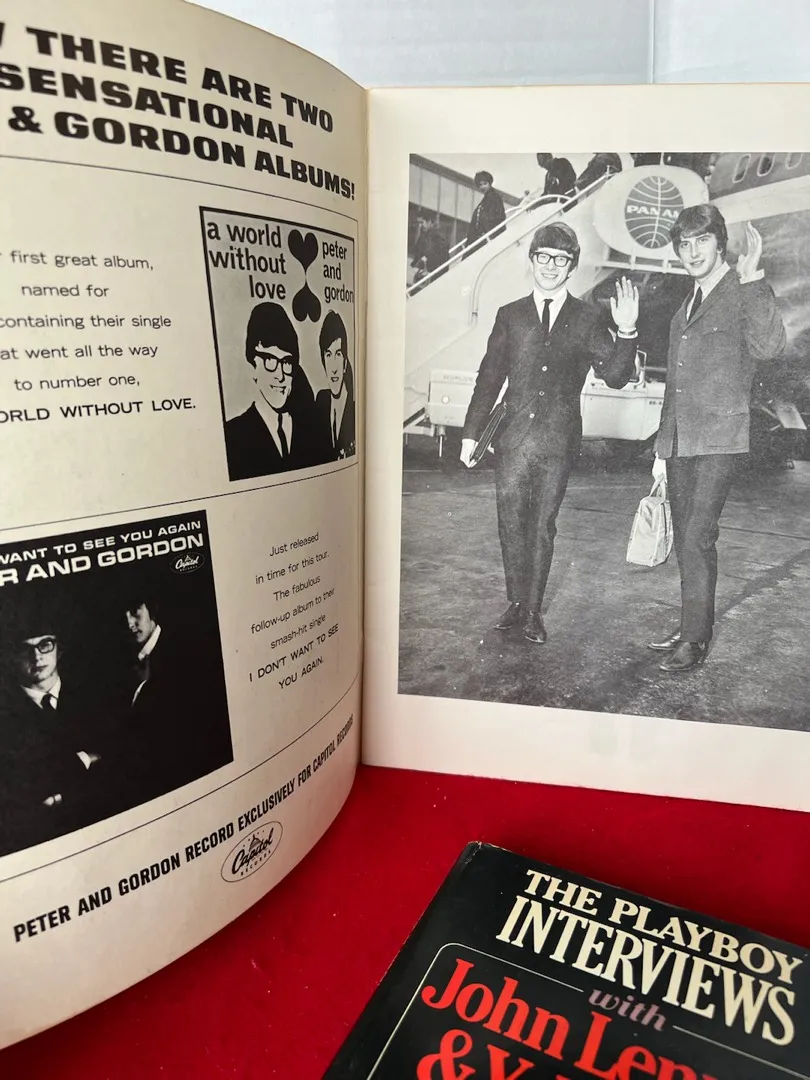 THERE ARE TWO
SENSATIONAL
& GORDON ALBUMS!
first great album,
named for
containing their single
at went all the way
to number one,
ORLD WITHOUT LOVE.
a world
without
love
peter
and
gordon
WANT TO SEE YOU AGAIN
R AND GORDON
Capitol
Just released
in time for this tour.
The fabulous
follow-up album to their
smash-hit single
I DON'T WANT TO SEE
YOU AGAIN.
PETER AND GORDON RECORD EXCLUSIVELY FOR CAPITOL RECORDS
Capitol
RECORDS
PAN AM
THE PLAYBOY
INTERVIEWS
with
John Lenn
& Y